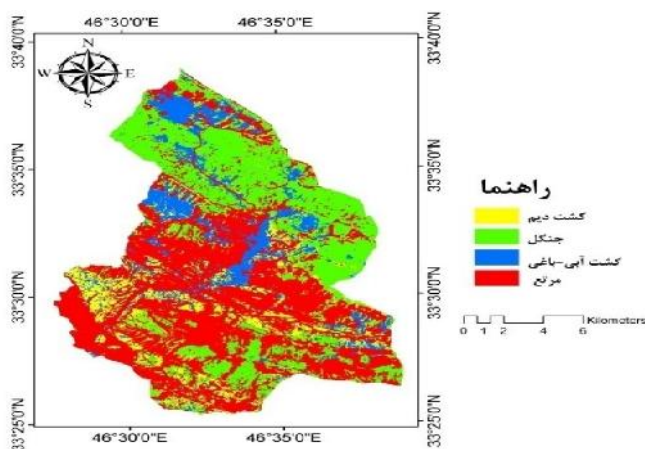 46°30'0"E 46°35'0"E
33°40'0"N 33°40'0"N
N
W E
S
33°35'0"N 33°35'0"N
راهنما
کشت دیم
جنگل
کشت آبی-باغی
مرتع
33°30'0"N 33°30'0"N
0 1 2 4 6 Kilometers
33°25'0"N 33°25'0"N
46°30'0"E 46°35'0"E